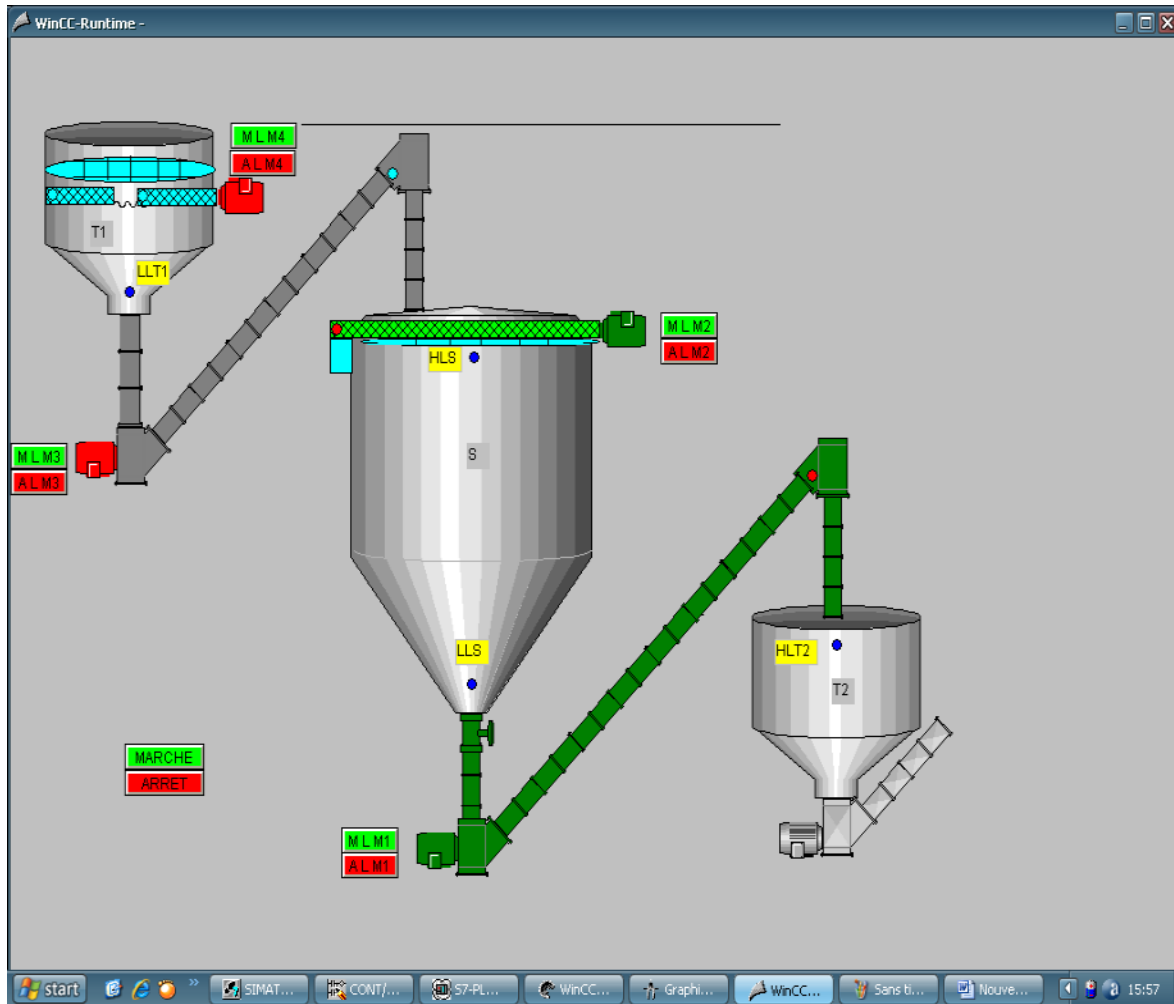 WinCC-Runtime -
M L M4
A L M4
T1
LLT1
M L M2
A L M2
HLS
M L M3
A L M3
S
LLS
HLT2
T2
MARCHE
ARRET
M L M1
A L M1
start
SIMAT...
CONT/...
S7-PL...
WinCC...
Graphi...
WinCC...
Sans ti...
Nouve...
15:57